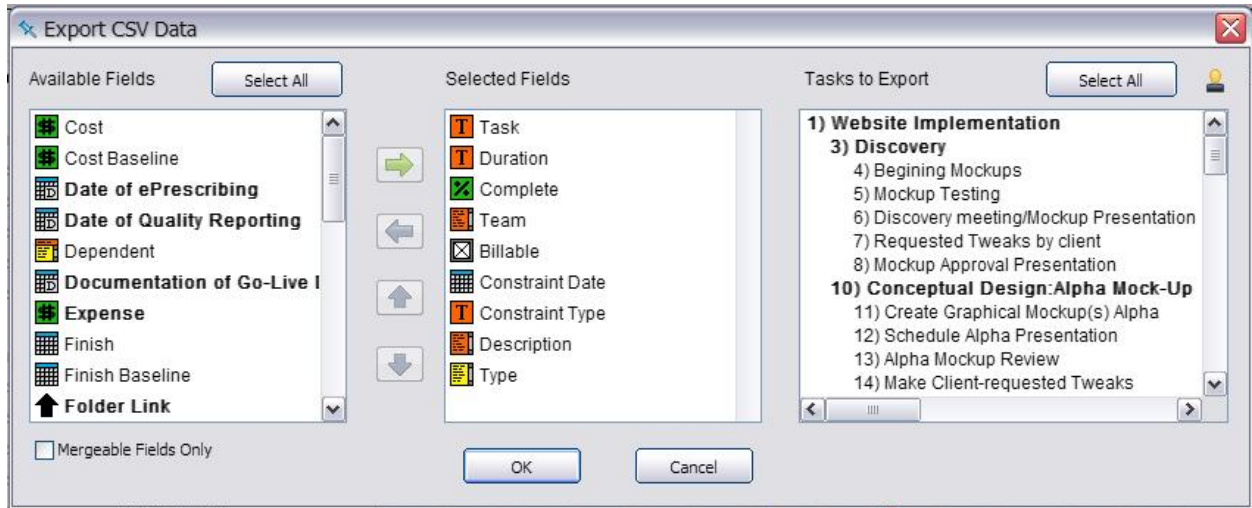 Export CSV Data
Available Fields
Select All
Cost
Cost Baseline
Date of ePrescribing
Date of Quality Reporting
Dependent
Documentation of Go-Live
Expense
Finish
Finish Baseline
Folder Link
Mergeable Fields Only
Selected Fields
Task
Duration
Complete
Team
Billable
Constraint Date
Constraint Type
Description
Type
OK
Cancel
Tasks to Export
Select All
1) Website Implementation
3) Discovery
4) Begining Mockups
5) Mockup Testing
6) Discovery meeting/Mockup Presentation
7) Requested Tweaks by client
8) Mockup Approval Presentation
10) Conceptual Design:Alpha Mock-Up
11) Create Graphical Mockup(s) Alpha
12) Schedule Alpha Presentation
13) Alpha Mockup Review
14) Make Client-requested Tweaks